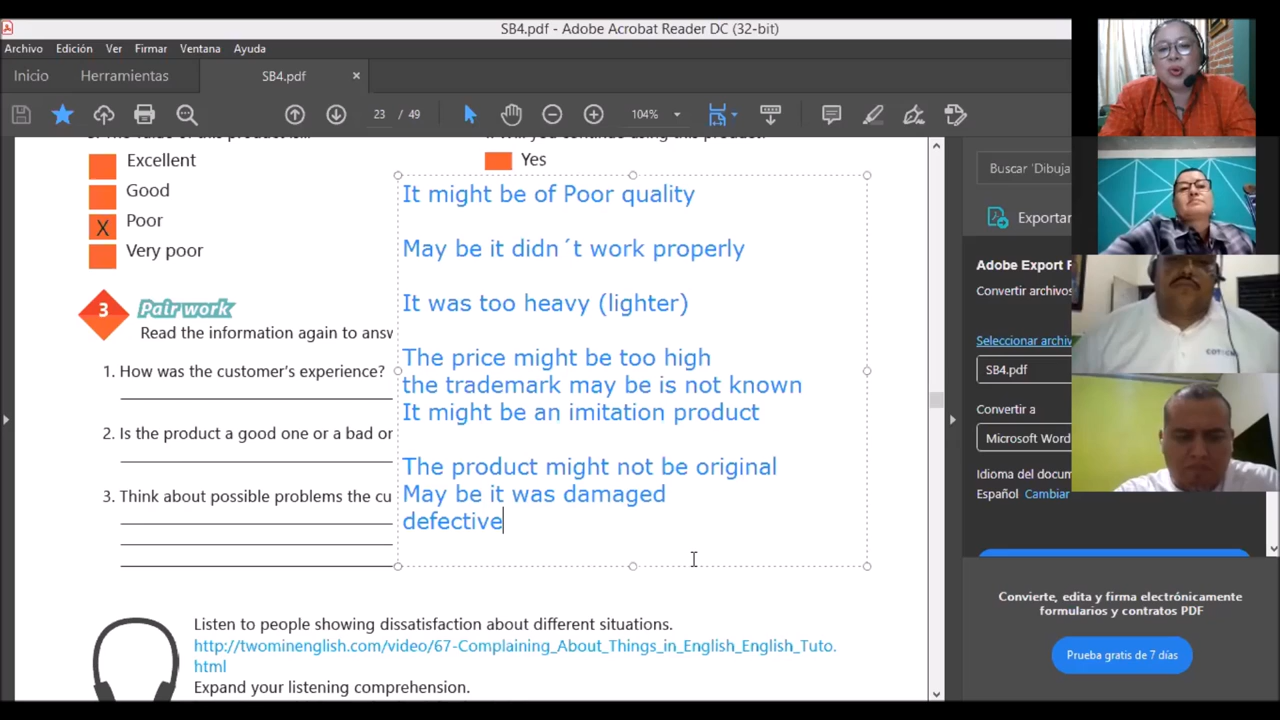 SB4.pdf - Adobe Acrobat Reader DC (32-bit)
Archivo Edición Ver Firmar Ventana Ayuda
Inicio Herramientas SB4.pdf ×
23 / 49 104%
Excellent
Good
X Poor
Very poor
Yes
It might be of Poor quality
May be it didn´t work properly
It was too heavy (lighter)
The price might be too high
the trademark may be is not known
It might be an imitation product
The product might not be original
May be it was damaged
defective
3 Pair work
Read the information again to answ
1. How was the customer's experience?
2. Is the product a good one or a bad or
3. Think about possible problems the cu
Listen to people showing dissatisfaction about different situations.
http://twominenglish.com/video/67-Complaining_About_Things_in_English_English_Tuto.
html
Expand your listening comprehension.
Buscar 'Dibuja
Exportar
Adobe Export P
Convertir archivos
Seleccionar archiv
SB4.pdf
Convertir a
Microsoft Word
Idioma del docum
Español Cambiar
Convierte, edita y firma electrónicamente
formularios y contratos PDF
Prueba gratis de 7 días